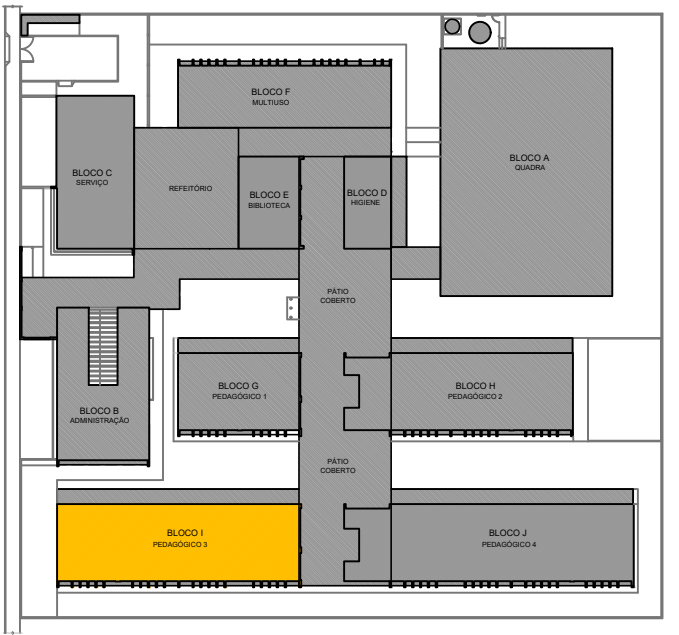 BLOCO F
MULTIUSO
BLOCO A
QUADRA
BLOCO C
SERVIÇO
REFEITÓRIO
BLOCO E
BIBLIOTECA
BLOCO D
HIGIENE
PÁTIO
COBERTO
BLOCO B
ADMINISTRAÇÃO
BLOCO G
PEDAGÓGICO 1
BLOCO H
PEDAGÓGICO 2
PÁTIO
COBERTO
BLOCO I
PEDAGÓGICO 3
BLOCO J
PEDAGÓGICO 4